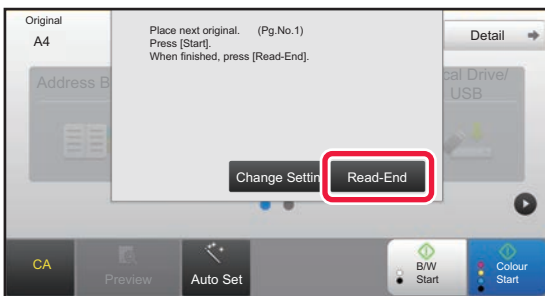 Original
A4
Place next original. (Pg.No.1)
Press [Start].
When finished, press [Read-End].
Detail
Address B
cal Drive/
USB
Change Settin
Read-End
CA
Preview
Auto Set
B/W
Start
Colour
Start